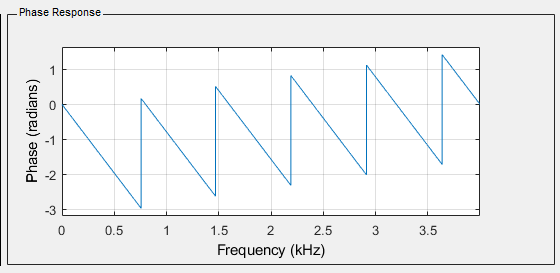 Phase Response
1
0
-1
-2
-3
Phase (radians)
0 0.5 1 1.5 2 2.5 3 3.5
Frequency (kHz)